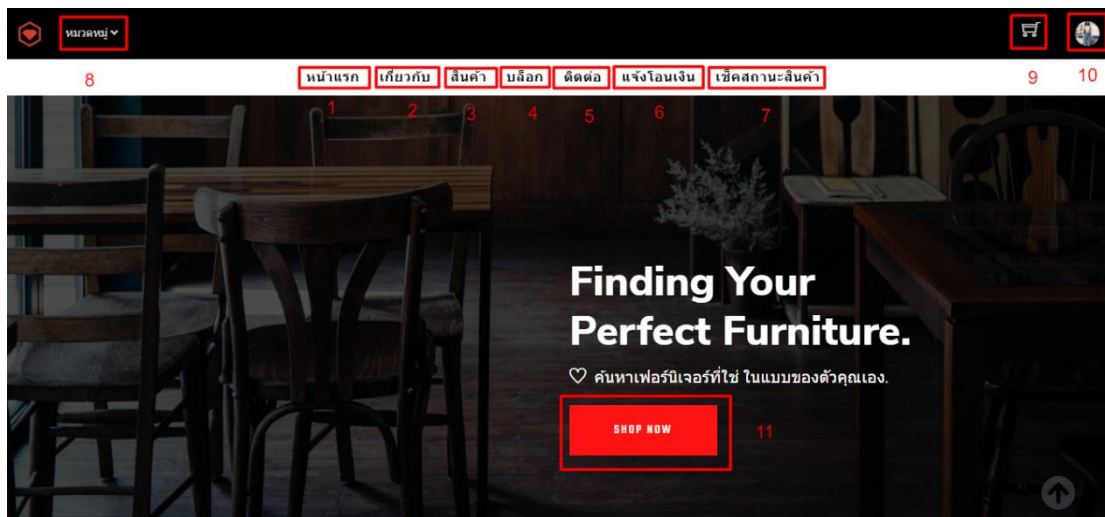 หมวดหมู่
8
หน้าแรก เกี่ยวกับ สินค้า บล็อก ติดต่อ แจ้งโอนเงิน เช็คสถานะสินค้า
9 10
1 2 3 4 5 6 7
Finding Your
Perfect Furniture.
♡ ค้นหาเฟอร์นิเจอร์ที่ใช่ ในแบบของตัวคุณเอง.
SHOP NOW
11